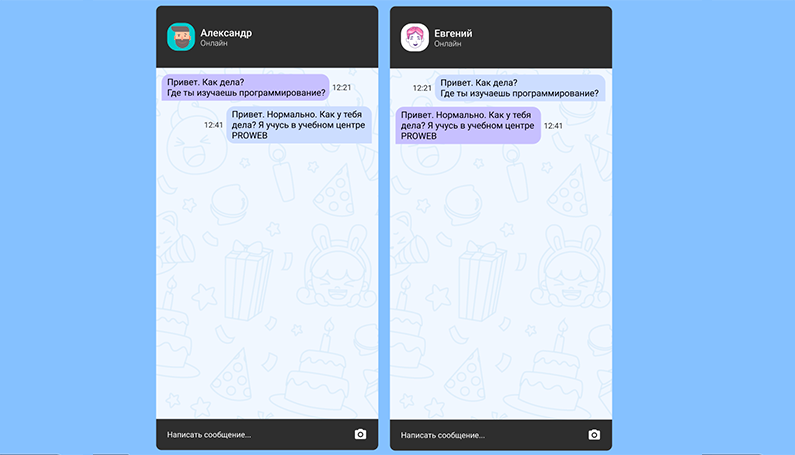 Александр
Онлайн
Привет. Как дела?
Где ты изучаешь программирование?
12:21
Привет. Нормально. Как у тебя
дела? Я учусь в учебном центре
PROWEB
12:41
Написать сообщение...
Евгений
Онлайн
12:21
Привет. Как дела?
Где ты изучаешь программирование?
Привет. Нормально. Как у тебя
дела? Я учусь в учебном центре
PROWEB
12:41
Написать сообщение...